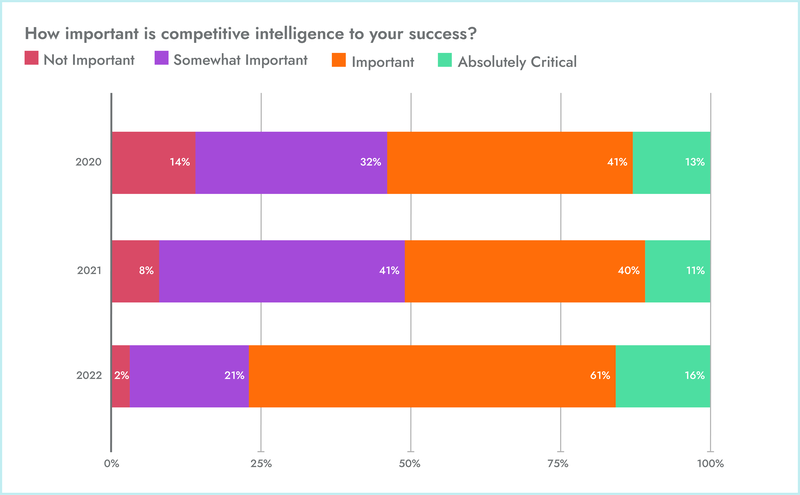 How important is competitive intelligence to your success?
Not Important Somewhat Important Important Absolutely Critical
2020 14% 32% 41% 13%
2021 8% 41% 40% 11%
2022 2% 21% 61% 16%
0% 25% 50% 75% 100%